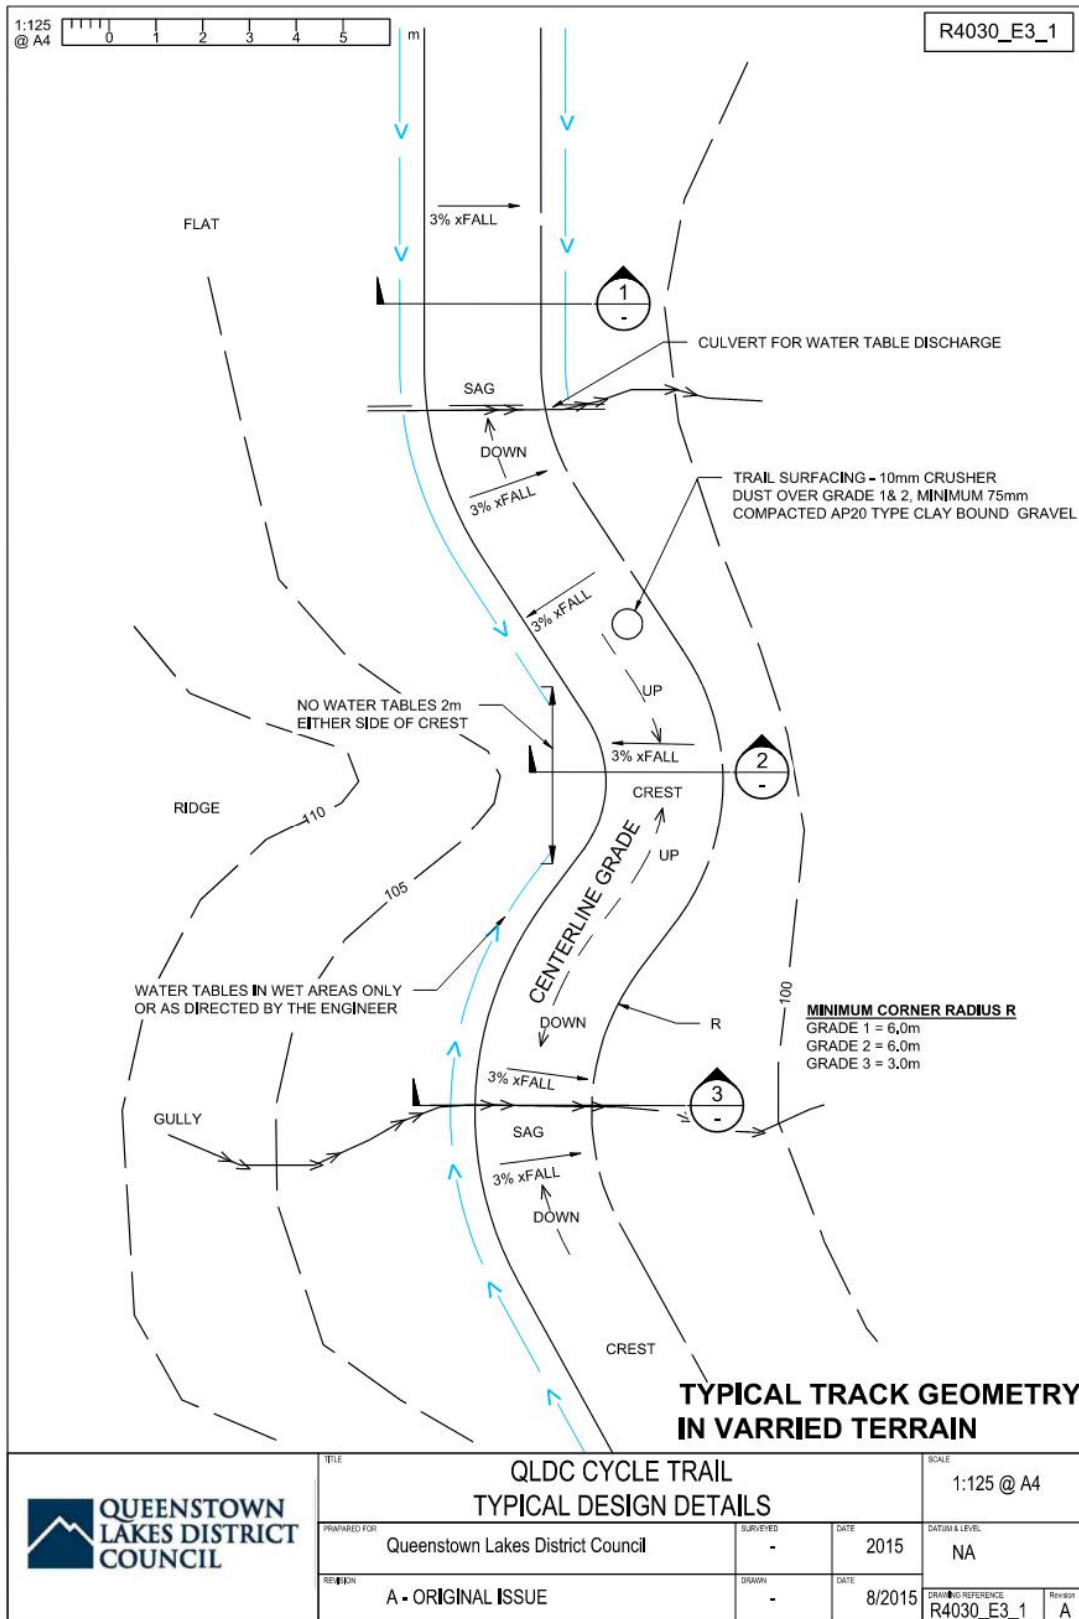 1:125
@ A4
0 1 2 3 4 5 m
R4030_E3_1
FLAT
3% xFALL
1
-
CULVERT FOR WATER TABLE DISCHARGE
SAG
DOWN
3% xFALL
TRAIL SURFACING - 10mm CRUSHER
DUST OVER GRADE 1& 2, MINIMUM 75mm
COMPACTED AP20 TYPE CLAY BOUND GRAVEL
3% xFALL
UP
NO WATER TABLES 2m
EITHER SIDE OF CREST
3% xFALL
2
-
CREST
RIDGE
110
UP
105
CENTERLINE GRADE
WATER TABLES IN WET AREAS ONLY
OR AS DIRECTED BY THE ENGINEER
100
DOWN
R
MINIMUM CORNER RADIUS R
GRADE 1 = 6.0m
GRADE 2 = 6.0m
GRADE 3 = 3.0m
3% xFALL
3
-
GULLY
SAG
3% xFALL
DOWN
CREST
TYPICAL TRACK GEOMETRY
IN VARRIED TERRAIN
QUEENSTOWN
LAKES DISTRICT
COUNCIL
TITLE
QLDC CYCLE TRAIL
TYPICAL DESIGN DETAILS
SCALE
1:125 @ A4
PREPARED FOR
Queenstown Lakes District Council
SURVEYED
-
DATE
2015
DATUM & LEVEL
NA
REVISION
A - ORIGINAL ISSUE
DRAWN
-
DATE
8/2015
DRAWING REFERENCE
R4030_E3_1
Revision
A